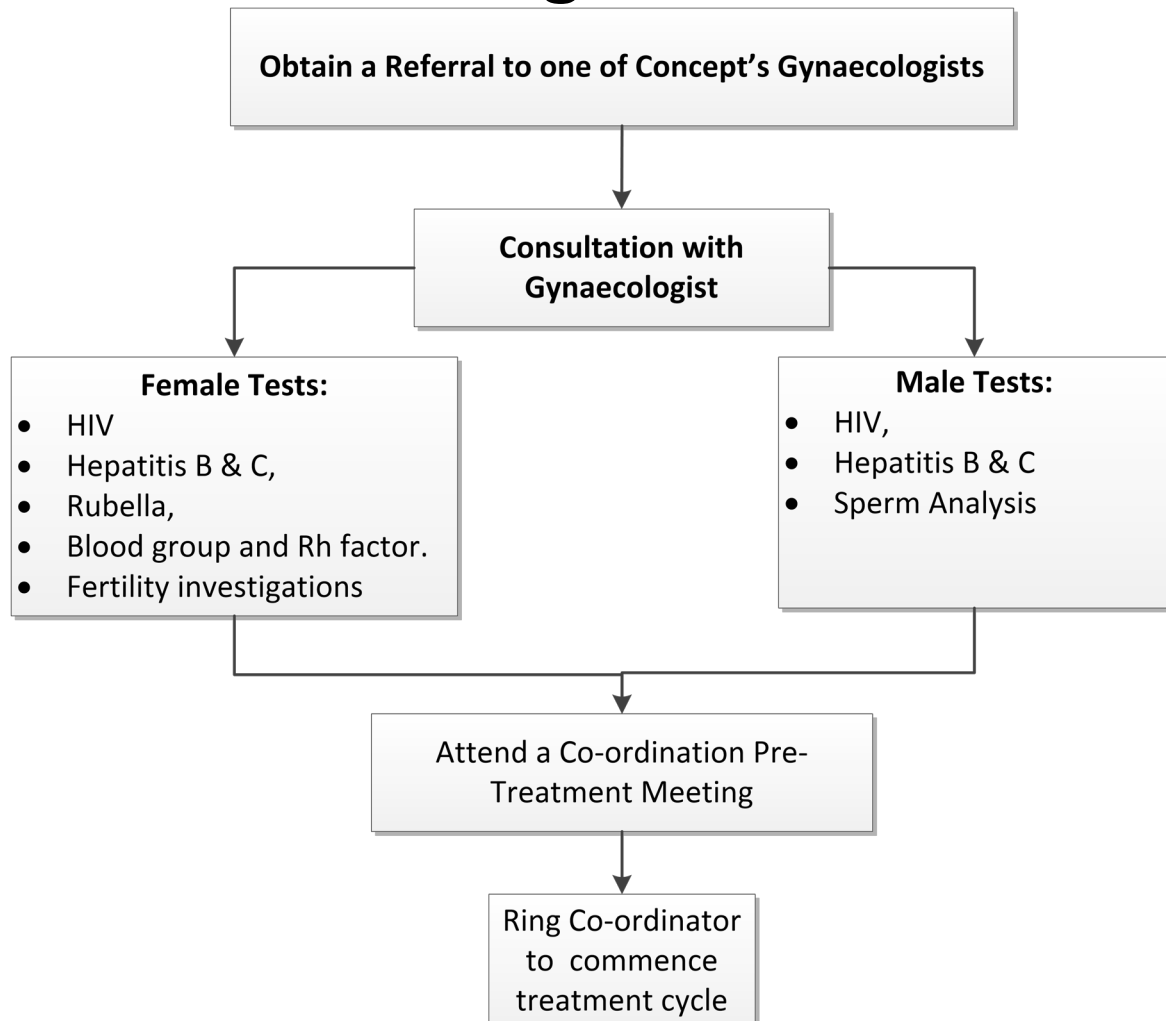 Obtain a Referral to one of Concept's Gynaecologists
Consultation with
Gynaecologist
Female Tests:
• HIV
• Hepatitis B & C,
• Rubella,
• Blood group and Rh factor.
• Fertility investigations
Male Tests:
• HIV,
• Hepatitis B & C
• Sperm Analysis
Attend a Co-ordination Pre-
Treatment Meeting
Ring Co-ordinator
to commence
treatment cycle